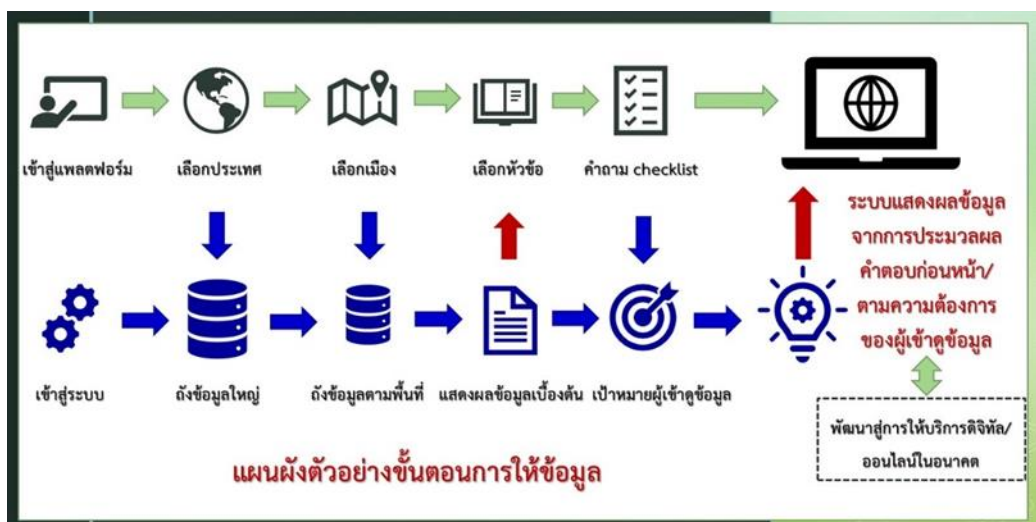 เข้าสู่แพลตฟอร์ม
เลือกประเทศ
เลือกเมือง
เลือกหัวข้อ
คำถาม checklist
ระบบแสดงผลข้อมูล
จากการประมวลผล
คำตอบก่อนหน้า/
ตามความต้องการ
ของผู้เข้าดูข้อมูล
เข้าสู่ระบบ
ถังข้อมูลใหญ่
ถังข้อมูลตามพื้นที่
แสดงผลข้อมูลเบื้องต้น
เป้าหมายผู้เข้าดูข้อมูล
พัฒนาสู่การให้บริการดิจิทัล/
ออนไลน์ในอนาคต
แผนผังตัวอย่างขั้นตอนการให้ข้อมูล